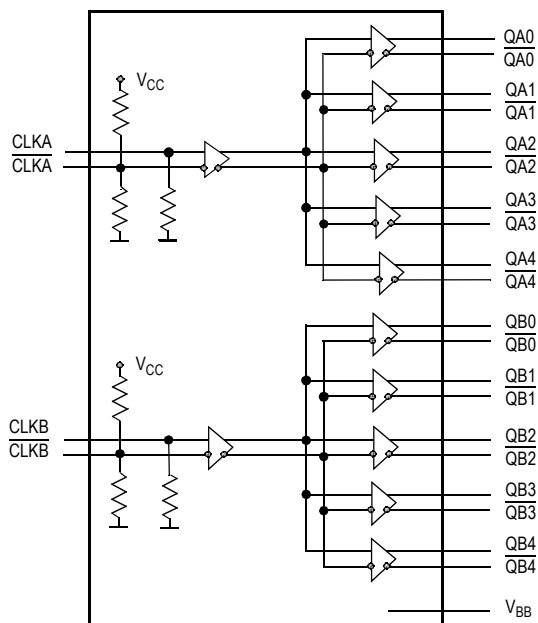 QA0
QA0
VCC
QA1
QA1
CLKA
CLKA
QA2
QA2
QA3
QA3
QA4
QA4
QB0
QB0
VCC
QB1
QB1
CLKB
CLKB
QB2
QB2
QB3
QB3
QB4
QB4
VBB